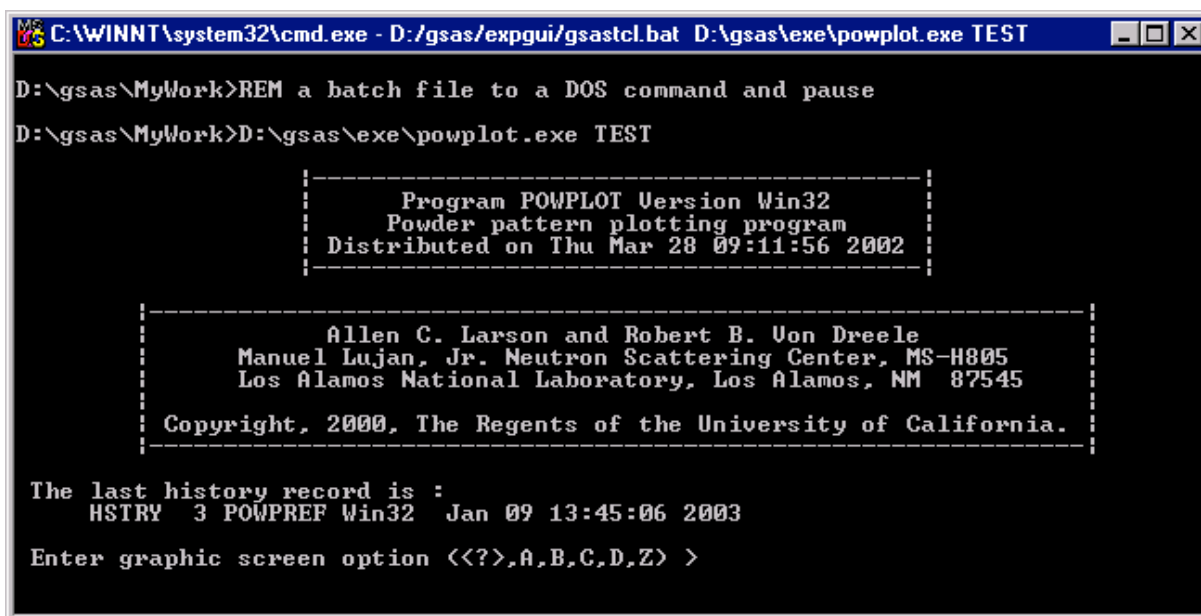 C:\WINNT\system32\cmd.exe - D:/gsas/expgui/gsastcl.bat D:\gsas\exe\powplot.exe TEST
D:\gsas\MyWork>REM a batch file to a DOS command and pause
D:\gsas\MyWork>D:\gsas\exe\powplot.exe TEST
Program POWPLOT Version Win32
Powder pattern plotting program
Distributed on Thu Mar 28 09:11:56 2002
Allen C. Larson and Robert B. Von Dreele
Manuel Lujan, Jr. Neutron Scattering Center, MS-H805
Los Alamos National Laboratory, Los Alamos, NM 87545
Copyright, 2000, The Regents of the University of California.
The last history record is :
HSTRY 3 POWPREF Win32 Jan 09 13:45:06 2003
Enter graphic screen option (<?>,A,B,C,D,Z) >